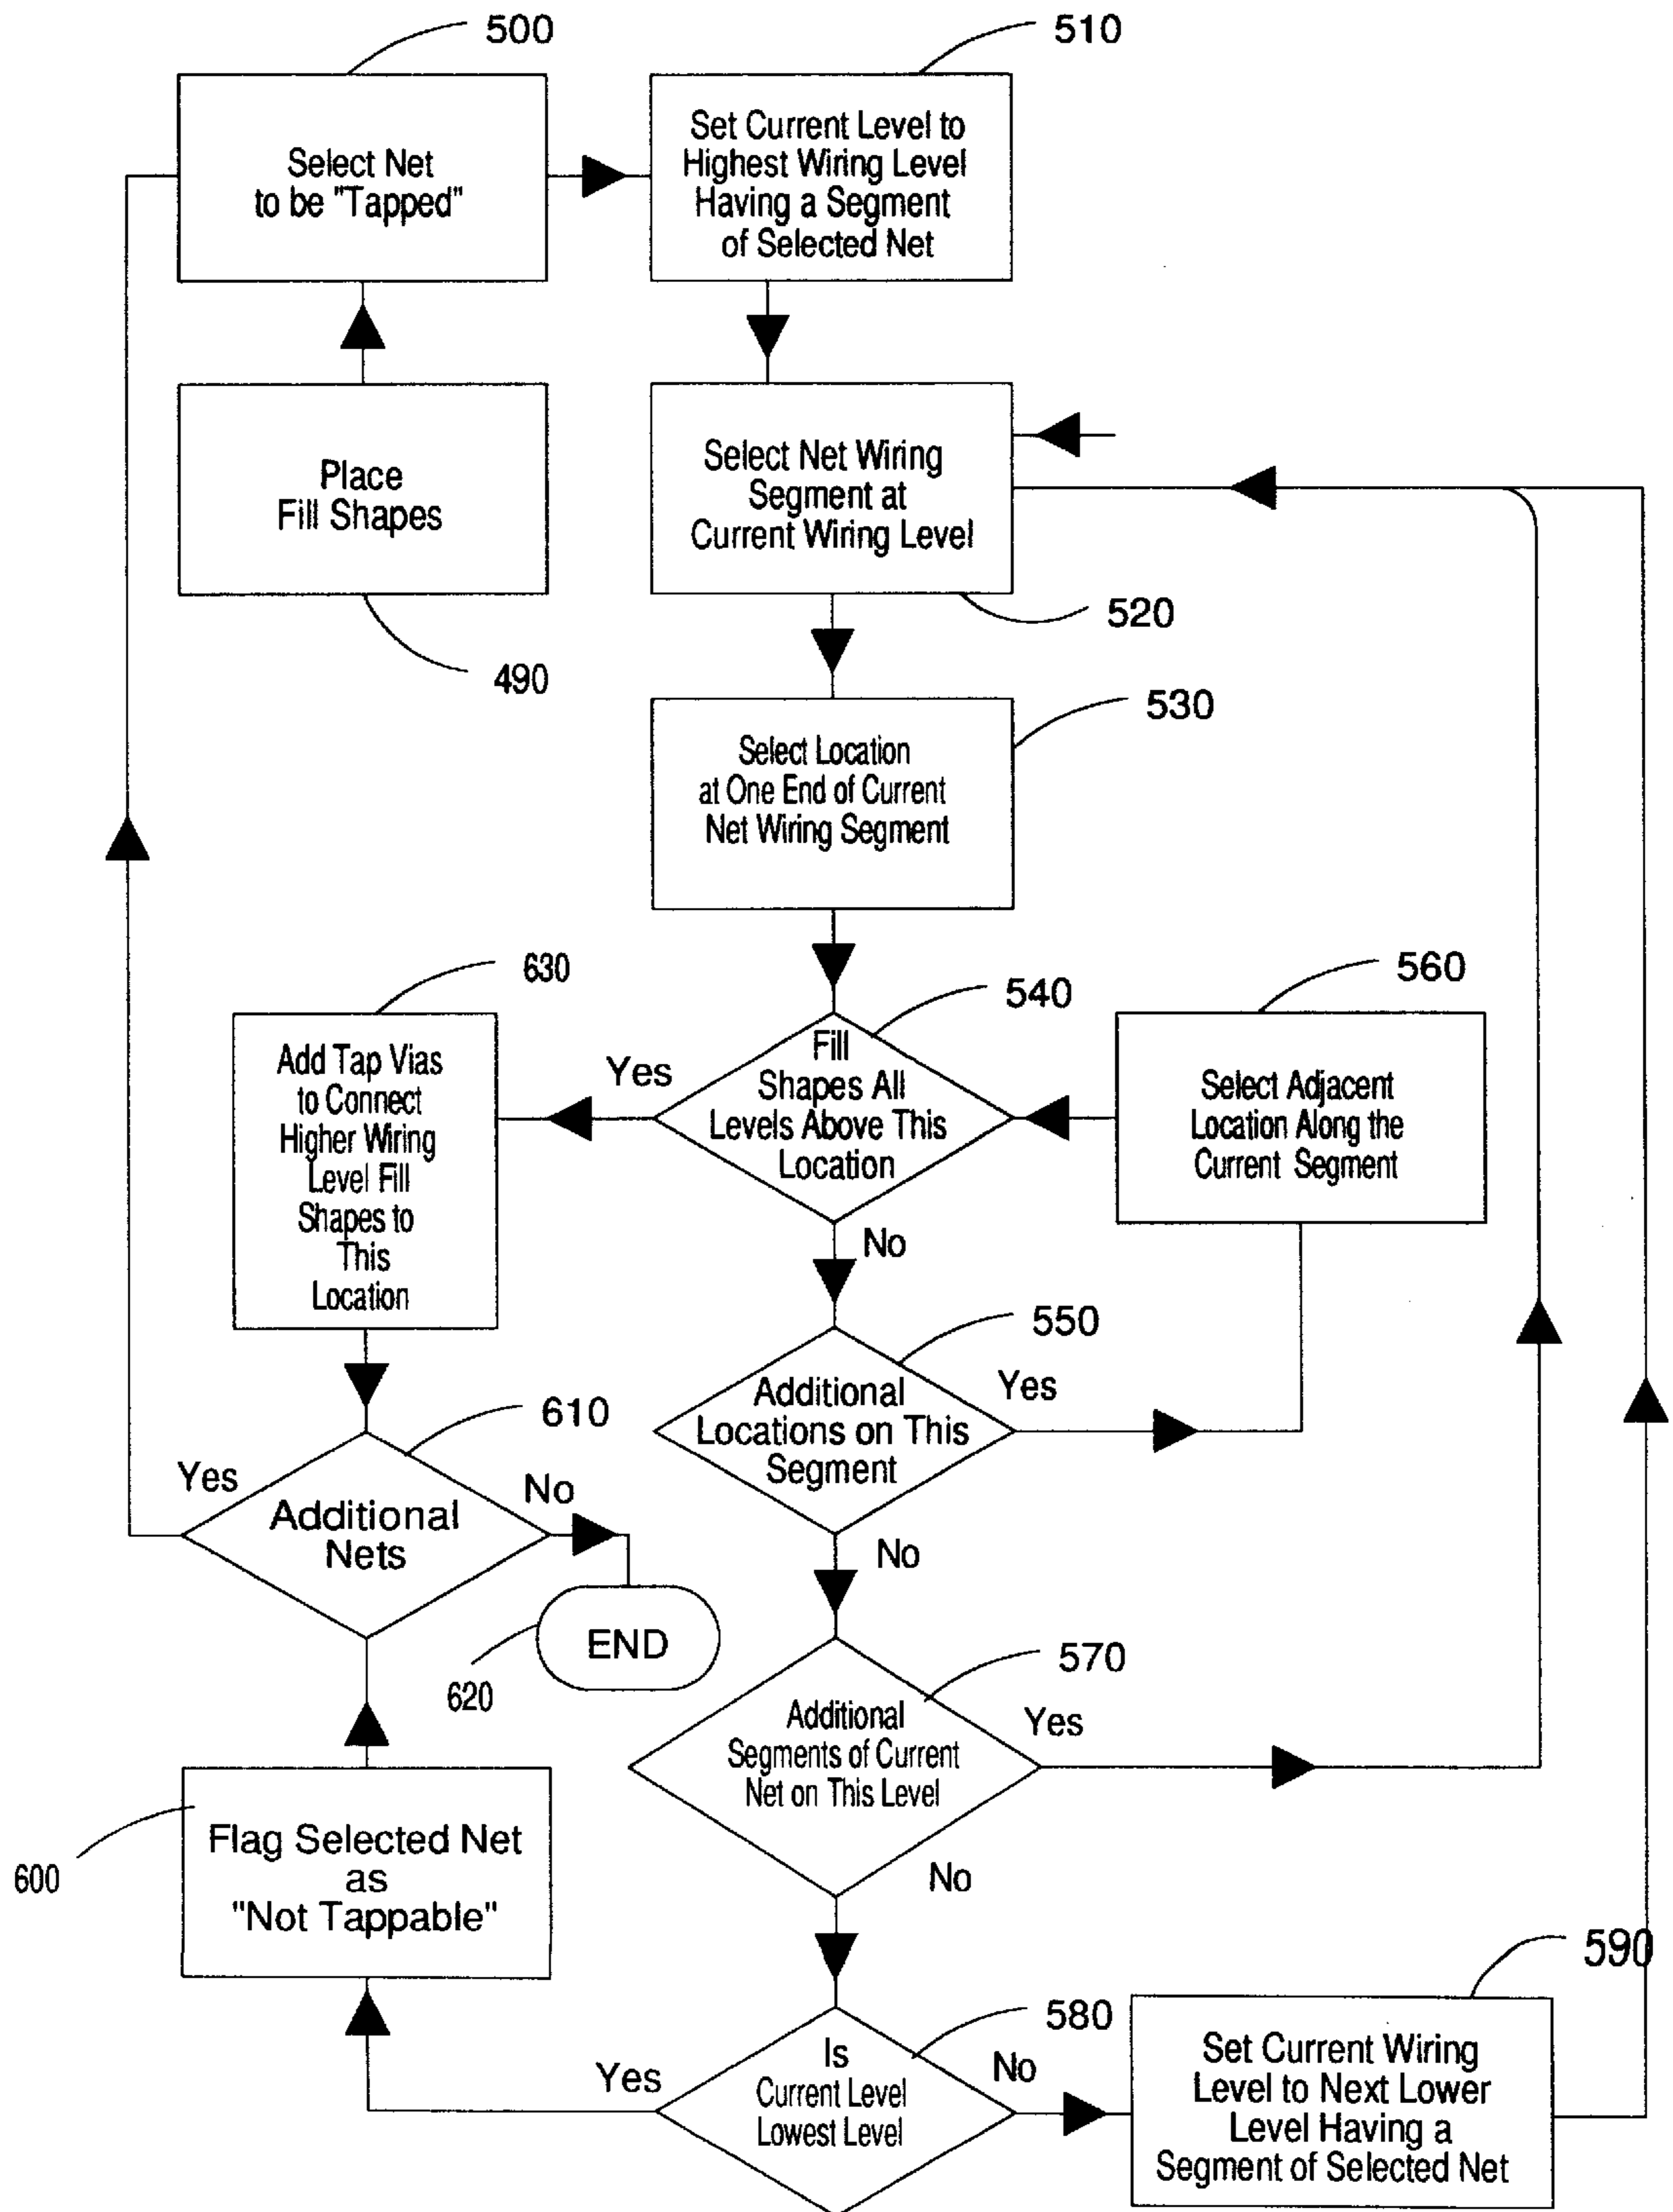 500
510
Select Net
to be "Tapped"
Set Current Level to
Highest Wiring Level
Having a Segment
of Selected Net
Place
Fill Shapes
490
Select Net Wiring
Segment at
Current Wiring Level
520
530
Select Location
at One End of Current
Net Wiring Segment
630
Add Tap Vias
to Connect
Higher Wiring
Level Fill
Shapes to
This
Location
Yes
540
Fill
Shapes All
Levels Above This
Location
No
560
Select Adjacent
Location Along the
Current Segment
550
Additional
Locations on This
Segment
Yes
No
610
Yes
Additional
Nets
No
END
620
570
Additional
Segments of Current
Net on This Level
Yes
No
600
Flag Selected Net
as
"Not Tappable"
580
Yes
Is
Current Level
Lowest Level
No
590
Set Current Wiring
Level to Next Lower
Level Having a
Segment of Selected Net